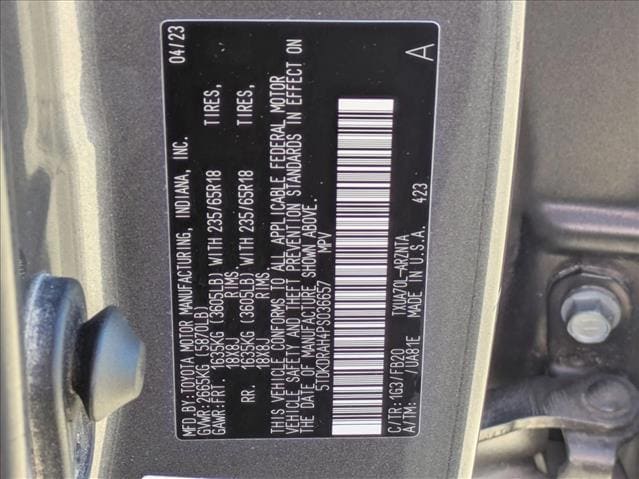 MFD.BY:TOYOTA MOTOR MANUFACTURING, INDIANA, INC. 04/23
GVWR:2665KG (5870LB)
GAWR:FRT. 1635KG (3605LB) WITH 235/65R18 TIRES,
18X8J RIMS.
RR. 1635KG (3605LB) WITH 235/65R18 TIRES,
18X8J RIMS.
THIS VEHICLE CONFORMS TO ALL APPLICABLE FEDERAL MOTOR
VEHICLE SAFETY AND THEFT PREVENTION STANDARDS IN EFFECT ON
THE DATE OF MANUFACTURE SHOWN ABOVE.
5TDKDRAH4PS038657 MPV
C/TR:1G3/FB20 TXUA70L-ARZNTA 423 A
A/TM: /UA81E MADE IN U.S.A.